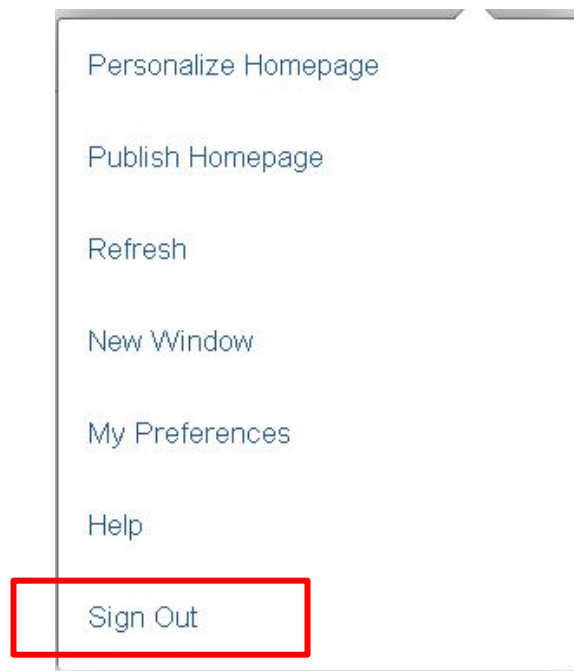 Personalize Homepage
Publish Homepage
Refresh
New Window
My Preferences
Help
Sign Out